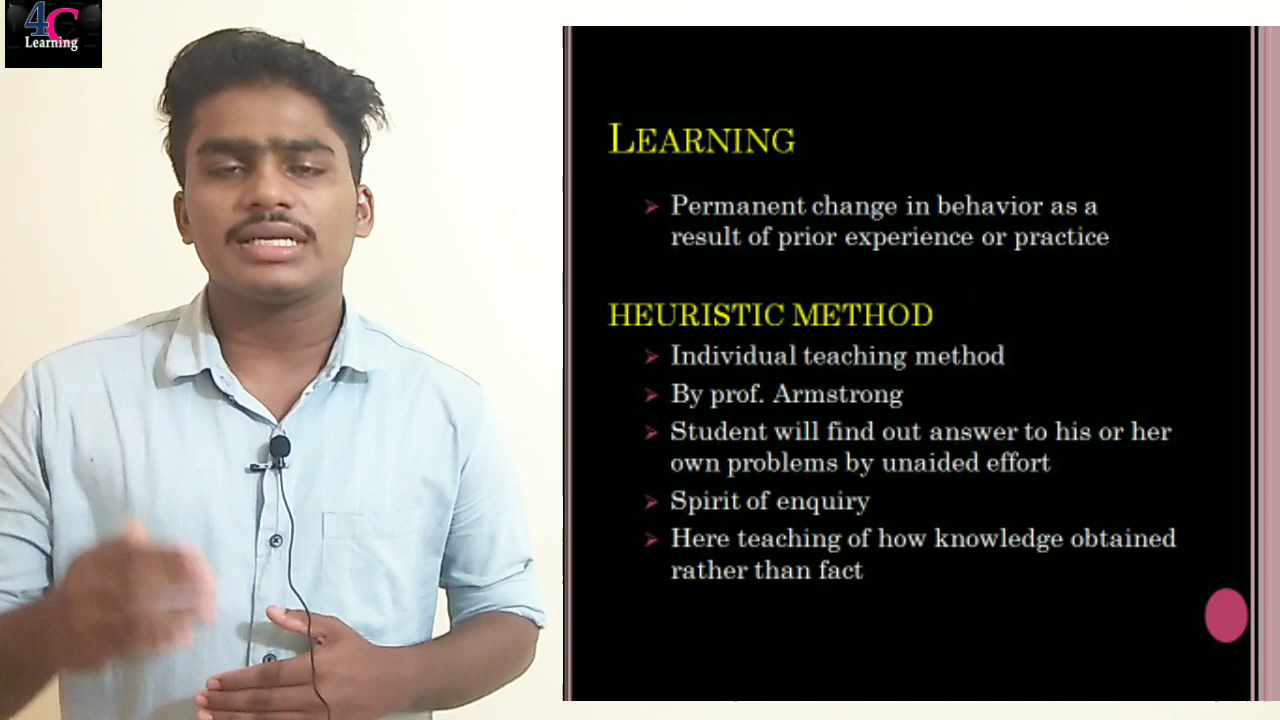 4C
Learning
LEARNING
Permanent change in behavior as a
result of prior experience or practice
HEURISTIC METHOD
Individual teaching method
By prof. Armstrong
Student will find out answer to his or her
own problems by unaided effort
Spirit of enquiry
Here teaching of how knowledge obtained
rather than fact